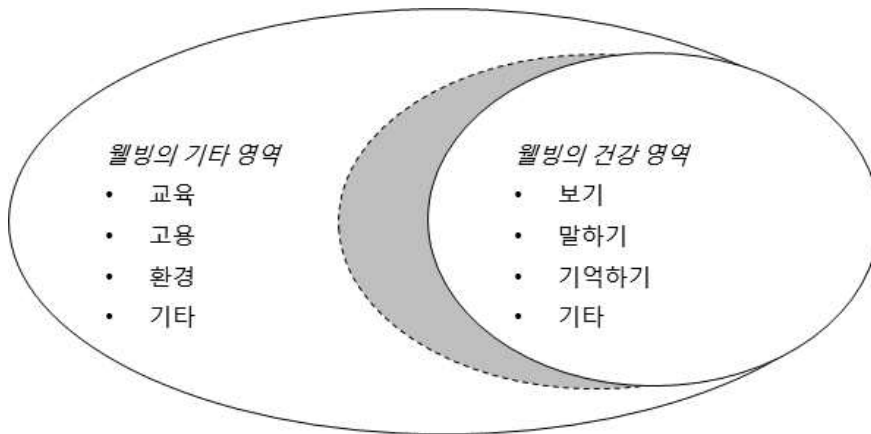 웰빙의 기타 영역
• 교육
• 고용
• 환경
• 기타
웰빙의 건강 영역
• 보기
• 말하기
• 기억하기
• 기타